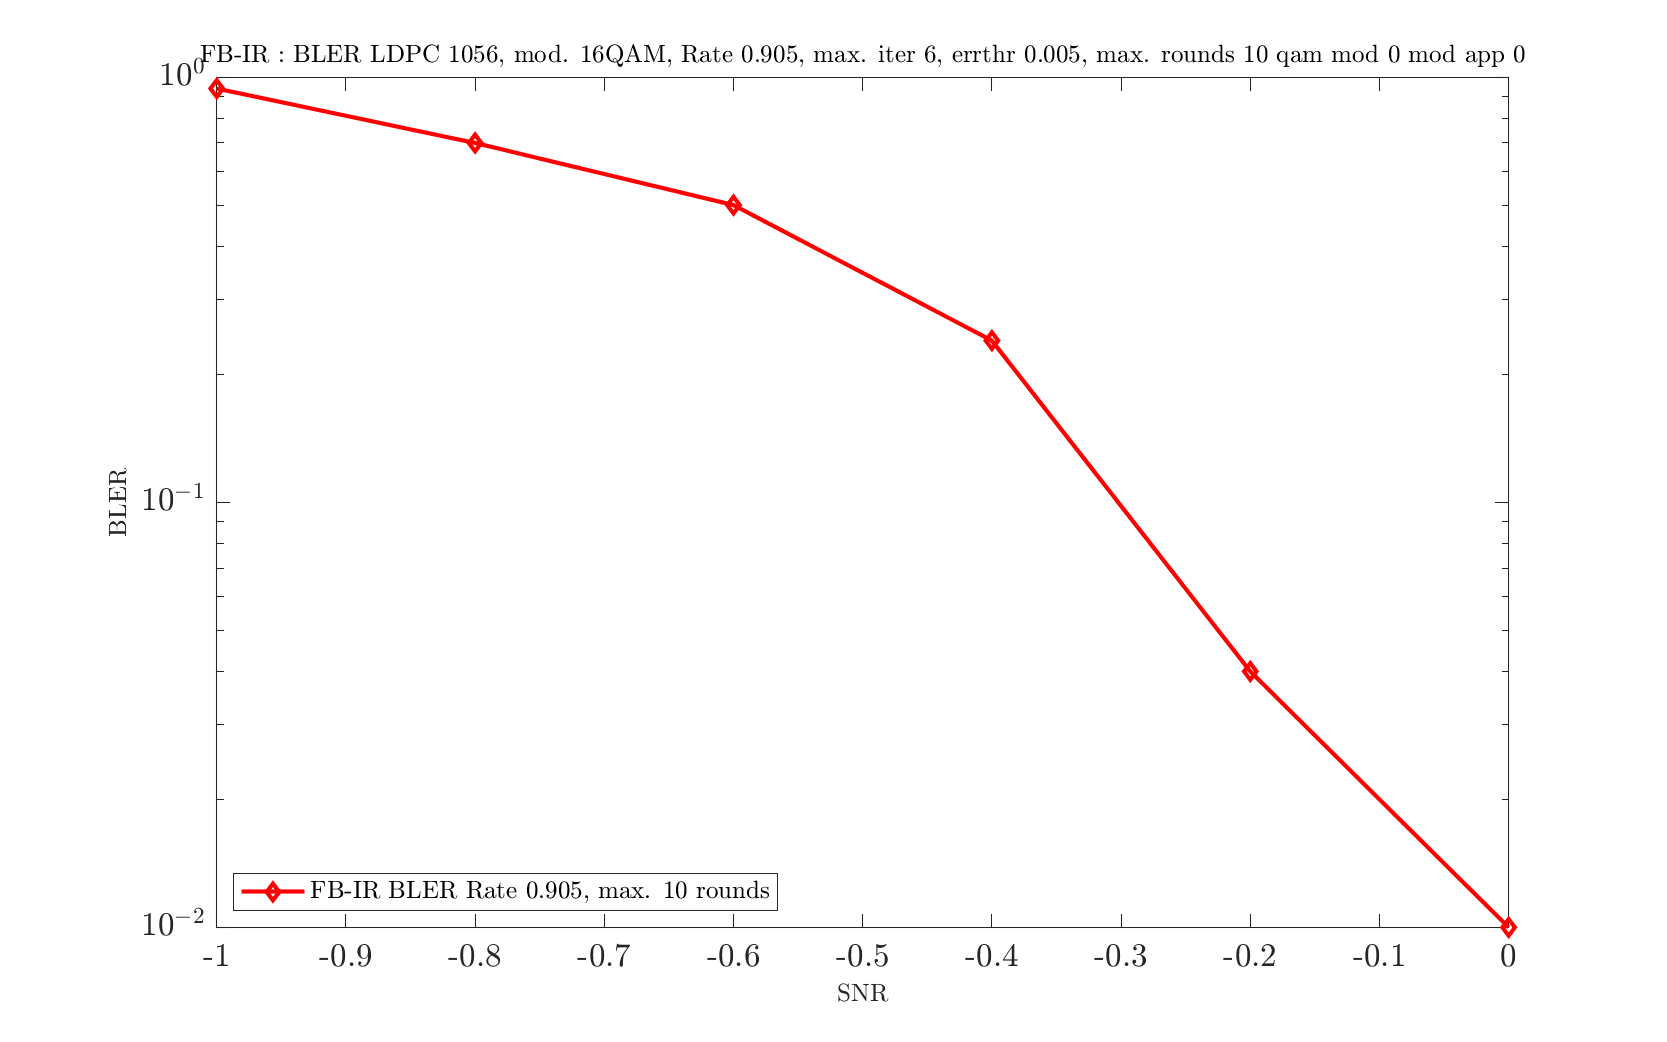 FB-IR : BLER LDPC 1056, mod. 16QAM, Rate 0.905, max. iter 6, errthr 0.005, max. rounds 10 qam mod 0 mod app 0
10⁰
10⁻¹
10⁻²
BLER
FB-IR BLER Rate 0.905, max. 10 rounds
-1 -0.9 -0.8 -0.7 -0.6 -0.5 -0.4 -0.3 -0.2 -0.1 0
SNR